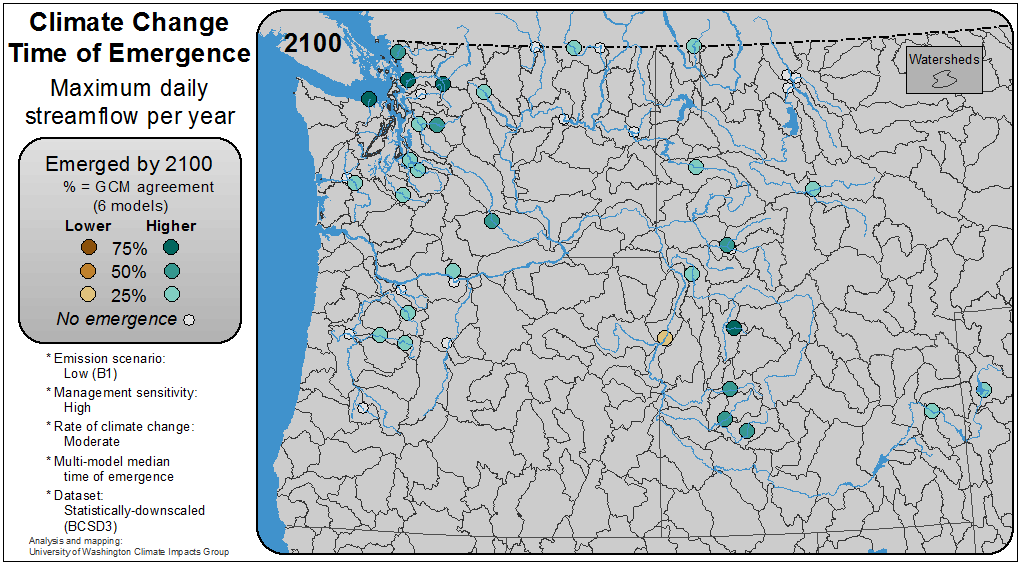 Climate Change
Time of Emergence
Maximum daily
streamflow per year
Emerged by 2100
% = GCM agreement
(6 models)
Lower Higher
75%
50%
25%
No emergence
* Emission scenario:
Low (B1)
* Management sensitivity:
High
* Rate of climate change:
Moderate
* Multi-model median
time of emergence
* Dataset:
Statistically-downscaled
(BCSD3)
Analysis and mapping:
University of Washington Climate Impacts Group
2100
Watersheds